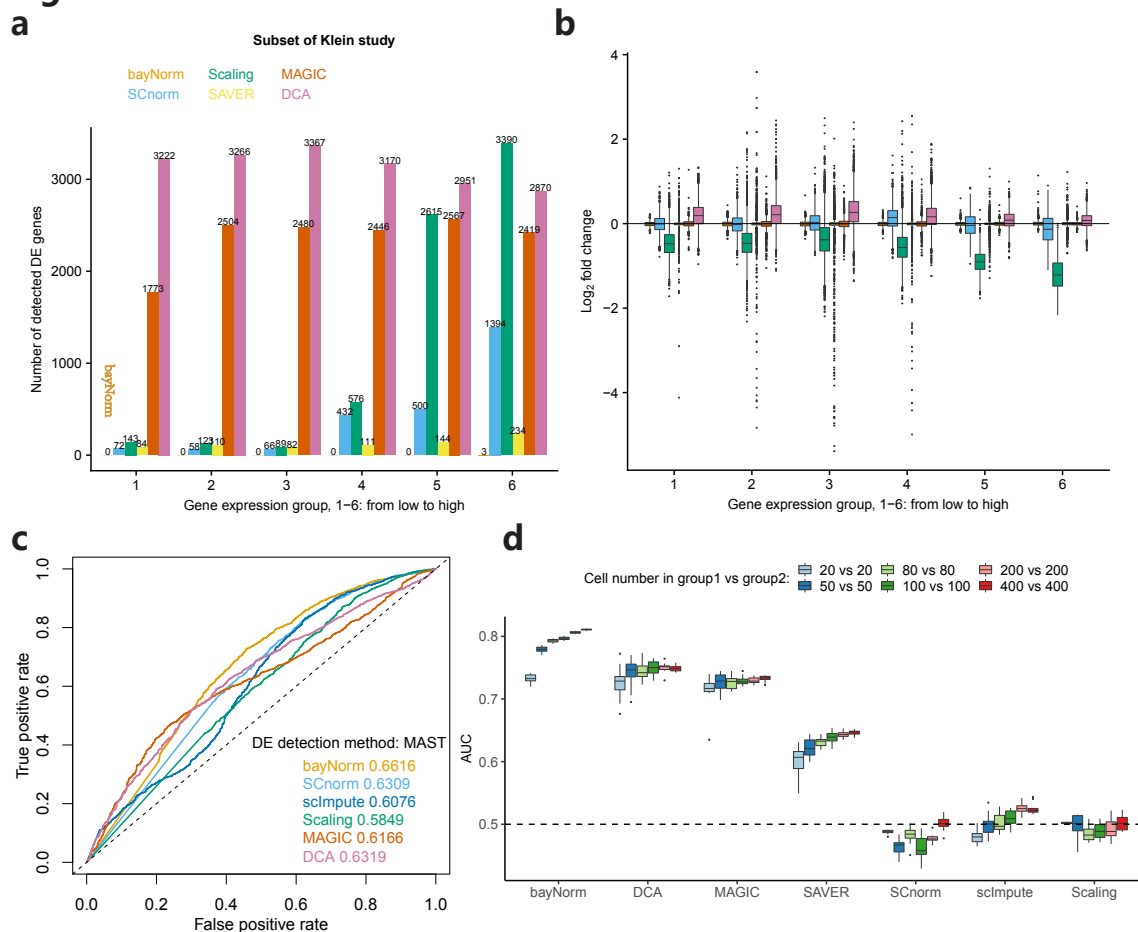 a
Subset of Klein study
bayNorm Scaling MAGIC
SCnorm SAVER DCA
Number of detected DE genes
3000
2000
1000
0
bayNorm
0 72 143 84 1773 3222
0 58 123 110 2504 3266
0 66 89 82 2480 3367
0 432 576 111 2446 3170
0 500 2615 144 2567 2951
3 1394 3390 234 2419 2870
1 2 3 4 5 6
Gene expression group, 1−6: from low to high
b
Log2 fold change
4
2
0
−2
−4
1 2 3 4 5 6
Gene expression group, 1−6: from low to high
c
True positive rate
1.0
0.8
0.6
0.4
0.2
0.0
DE detection method: MAST
bayNorm 0.6616
SCnorm 0.6309
scImpute 0.6076
Scaling 0.5849
MAGIC 0.6166
DCA 0.6319
0.0 0.2 0.4 0.6 0.8 1.0
False positive rate
d
Cell number in group1 vs group2: 20 vs 20 80 vs 80 200 vs 200
50 vs 50 100 vs 100 400 vs 400
AUC
0.8
0.7
0.6
0.5
bayNorm DCA MAGIC SAVER SCnorm scImpute Scaling